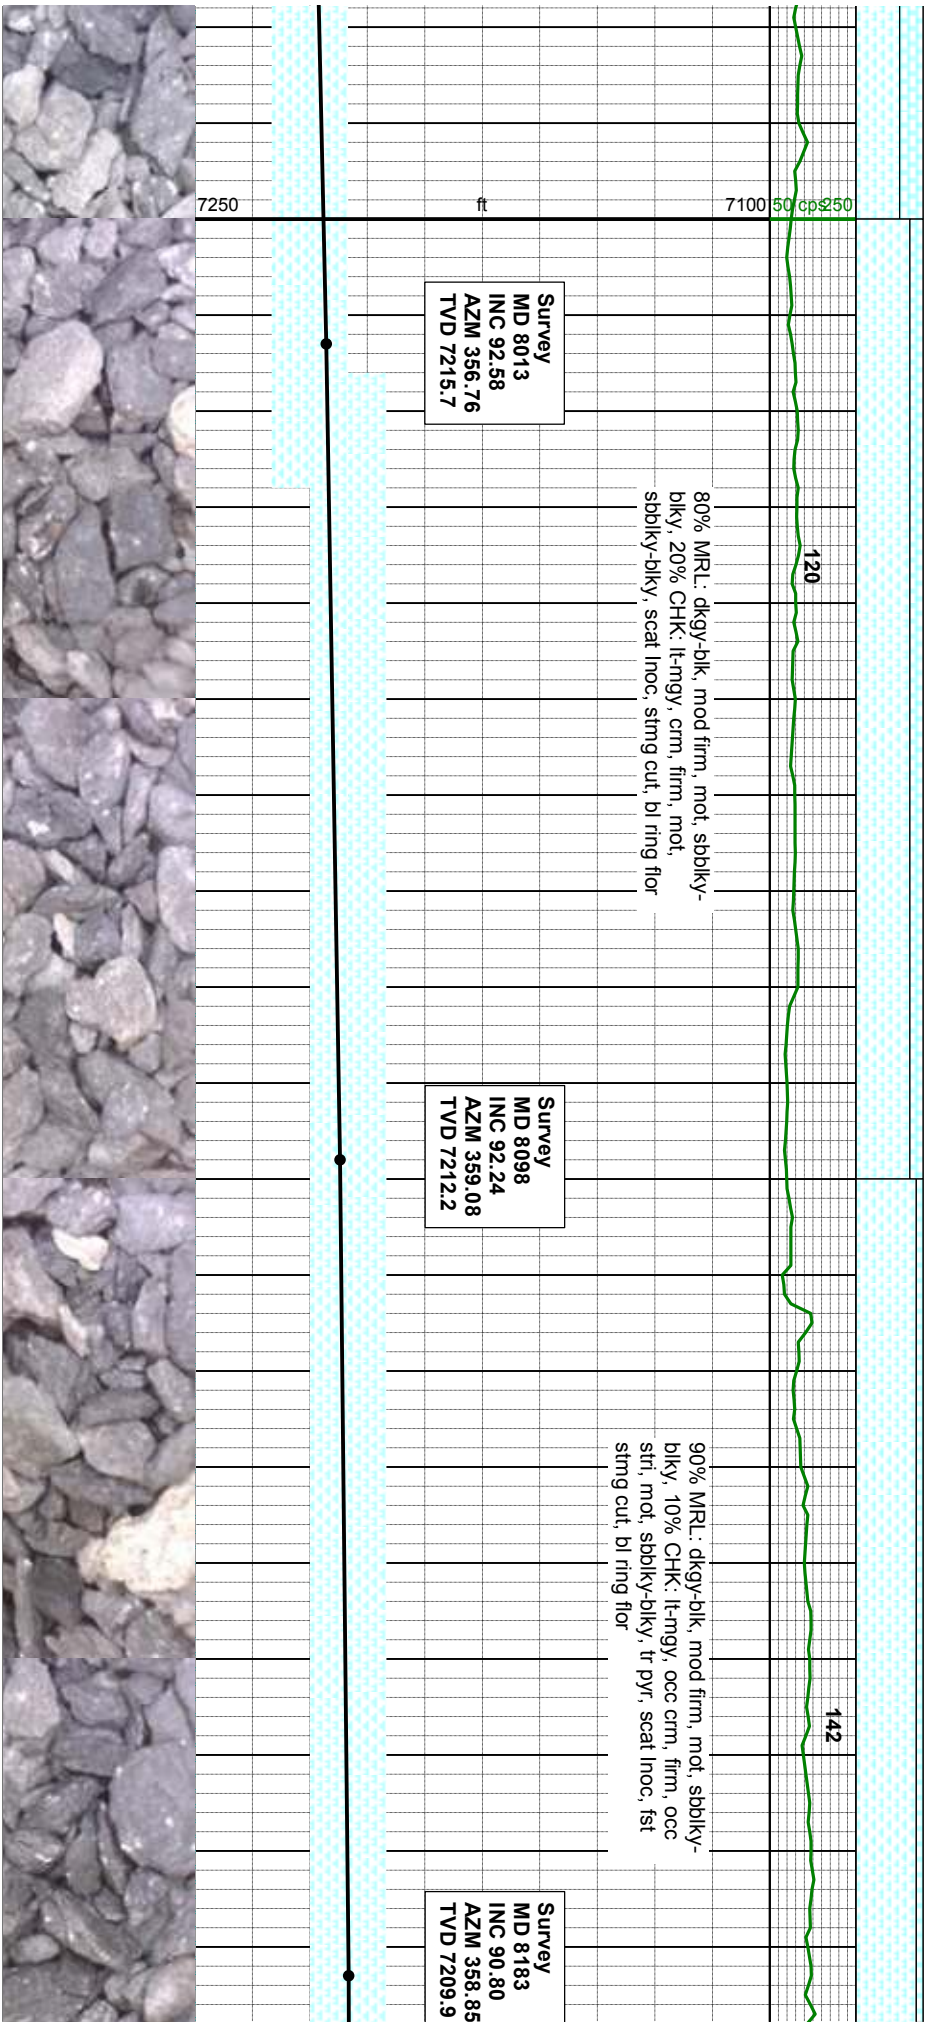 7250
ft
7100
50 cps 250
Survey
MD 8013
INC 92.58
AZM 356.76
TVD 7215.7
80% MRL: dkgy-blk, mod firm, mot, sbblky-
blky, 20% CHK: lt-mgy, crm, firm, mot,
sbblky-blky, scat Inoc, stmg cut, bl ring flor
120
Survey
MD 8098
INC 92.24
AZM 359.08
TVD 7212.2
90% MRL: dkgy-blk, mod firm, mot, sbblky-
blky, 10% CHK: lt-mgy, occ crm, firm, occ
stri, mot, sbblky-blky, tr pyr, scat Inoc, fst
stmg cut, bl ring flor
142
Survey
MD 8183
INC 90.80
AZM 358.85
TVD 7209.9